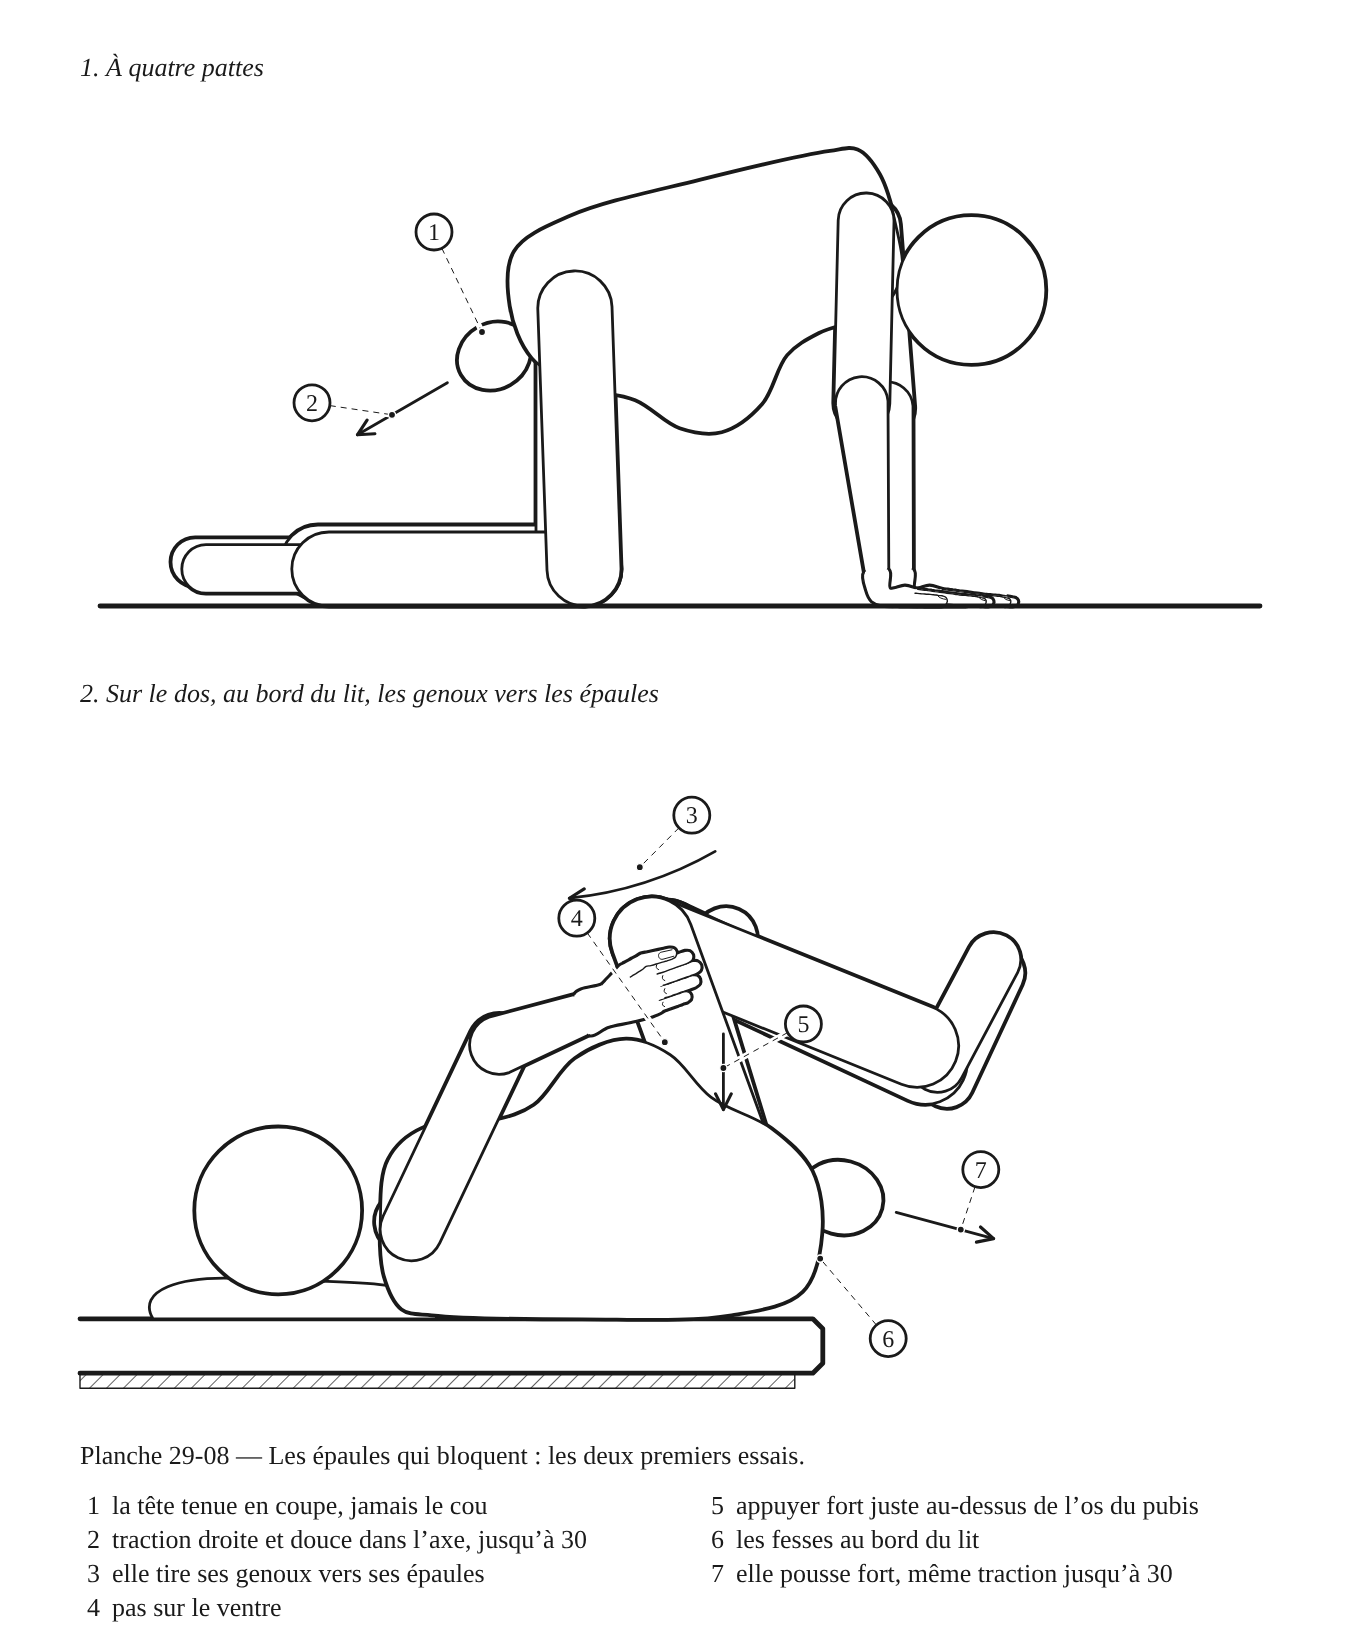 1. À quatre pattes
1
2
2. Sur le dos, au bord du lit, les genoux vers les épaules
3
4
5
7
6
Planche 29-08 — Les épaules qui bloquent : les deux premiers essais.
1 la tête tenue en coupe, jamais le cou
2 traction droite et douce dans l’axe, jusqu’à 30
3 elle tire ses genoux vers ses épaules
4 pas sur le ventre
5 appuyer fort juste au-dessus de l’os du pubis
6 les fesses au bord du lit
7 elle pousse fort, même traction jusqu’à 30